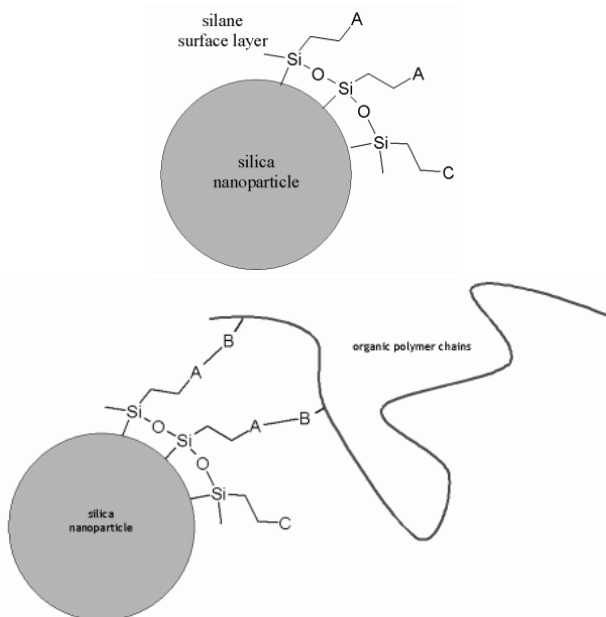 silane
surface layer
A
Si
O
A
Si
O
Si
C
silica
nanoparticle
organic polymer chains
B
A
Si
O
A
B
Si
O
Si
C
silica
nanoparticle